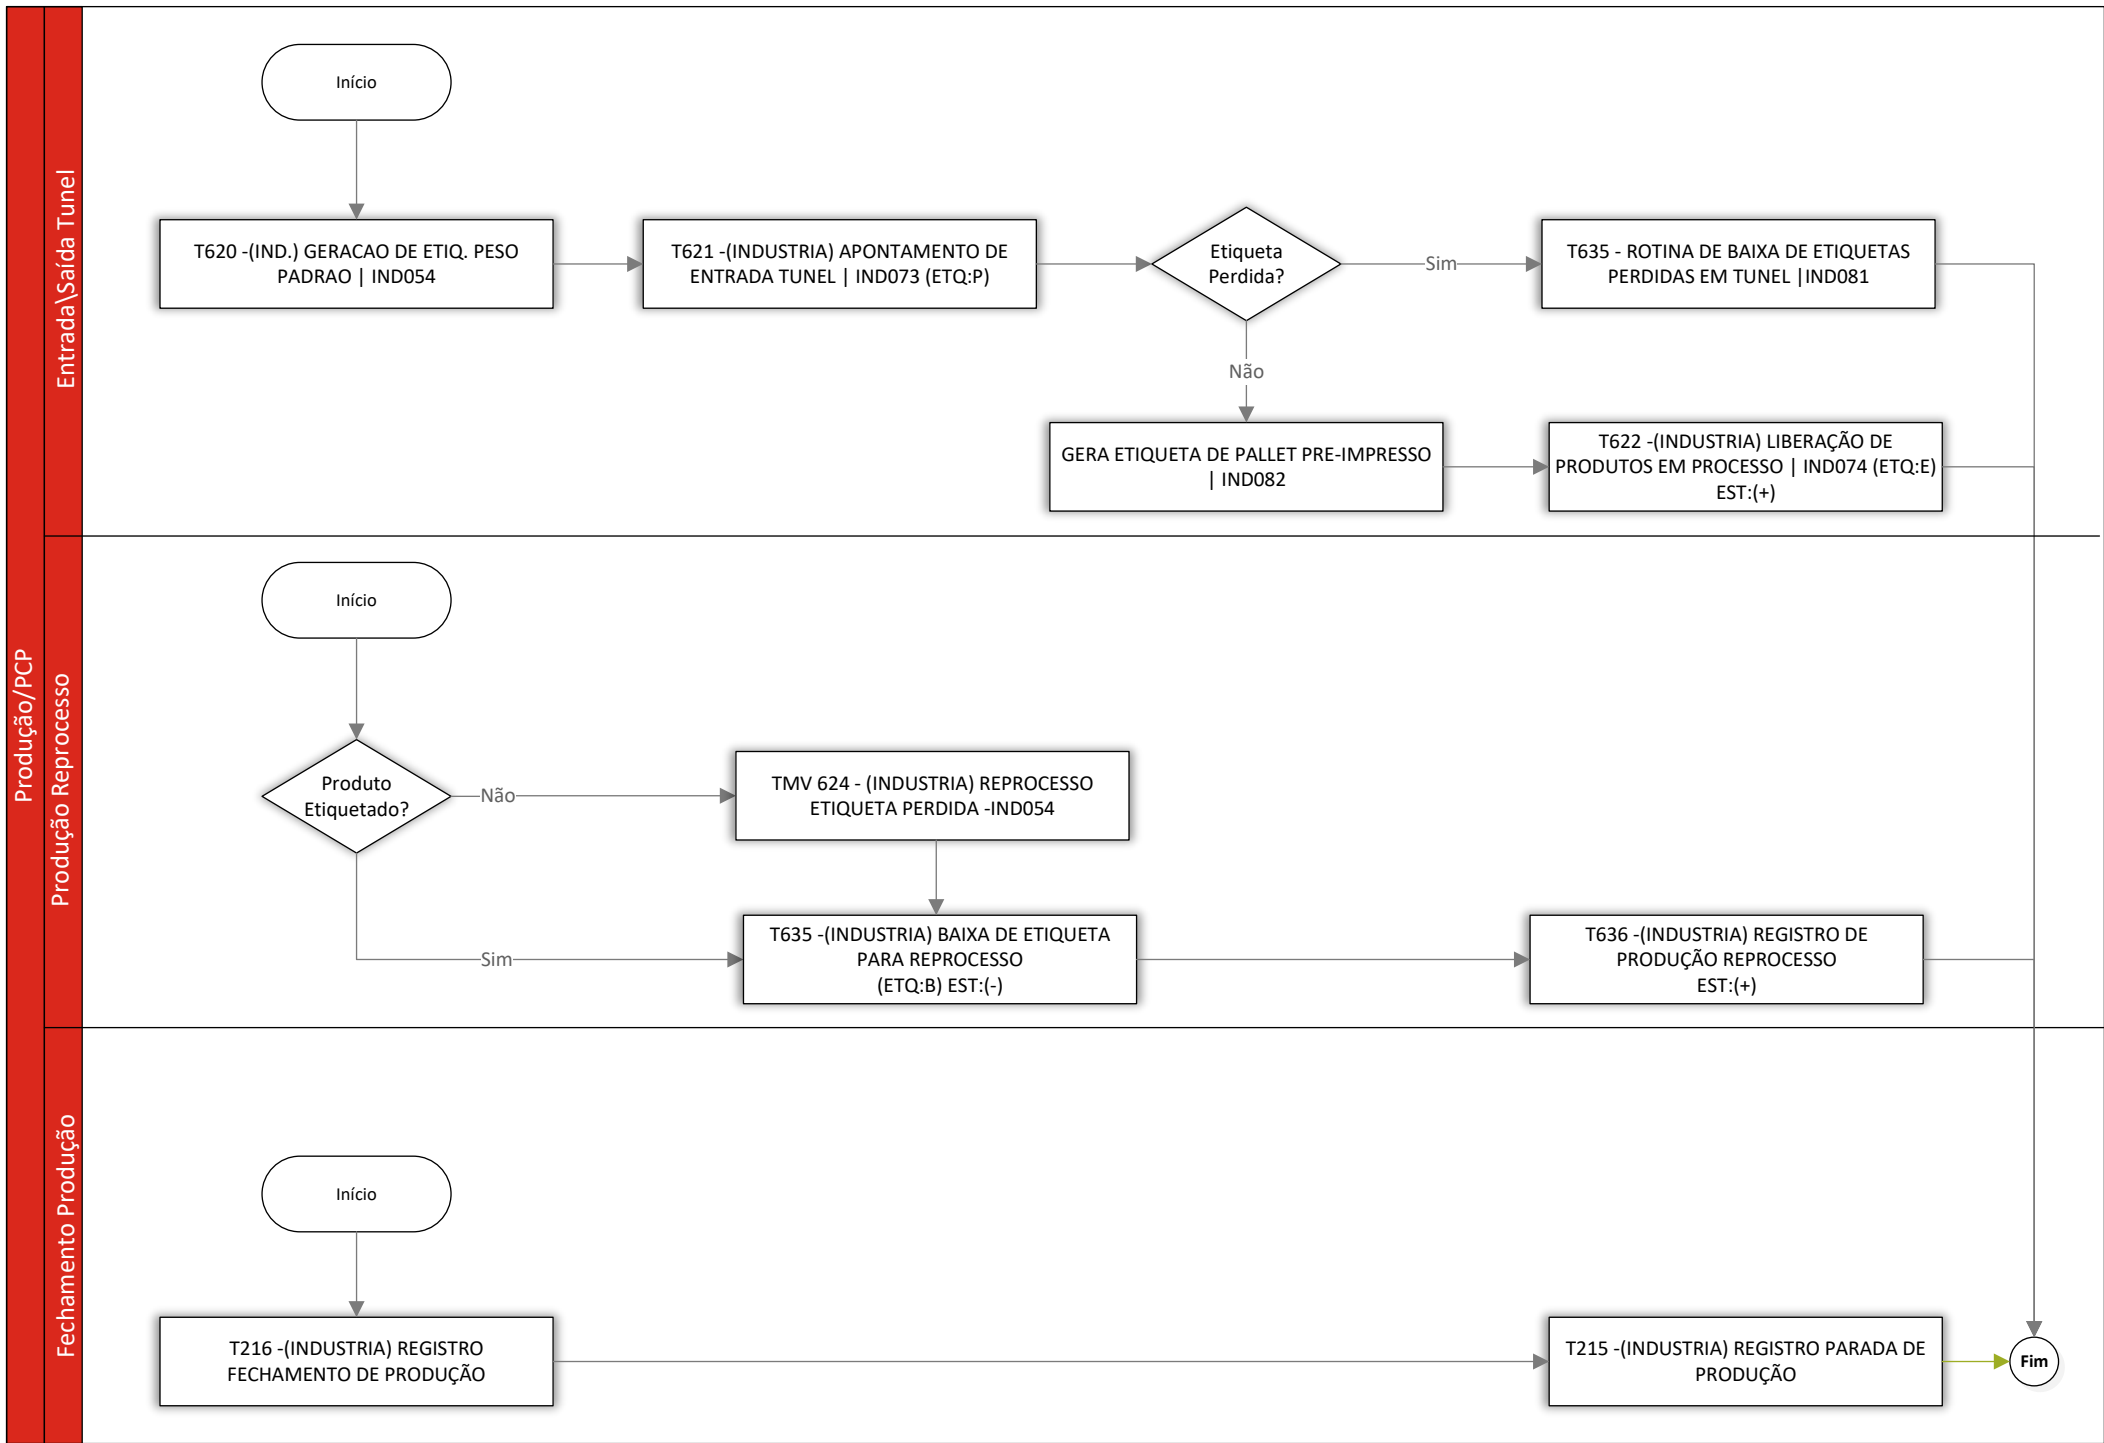 Produção/PCP
Entrada\Saída Tunel
Início
T620 -(IND.) GERACAO DE ETIQ. PESO
PADRAO | IND054
T621 -(INDUSTRIA) APONTAMENTO DE
ENTRADA TUNEL | IND073 (ETQ:P)
Etiqueta
Perdida?
Sim
T635 - ROTINA DE BAIXA DE ETIQUETAS
PERDIDAS EM TUNEL |IND081
Não
GERA ETIQUETA DE PALLET PRE-IMPRESSO
| IND082
T622 -(INDUSTRIA) LIBERAÇÃO DE
PRODUTOS EM PROCESSO | IND074 (ETQ:E)
EST:(+)
Produção Reprocesso
Início
Produto
Etiquetado?
Não
TMV 624 - (INDUSTRIA) REPROCESSO
ETIQUETA PERDIDA -IND054
Sim
T635 -(INDUSTRIA) BAIXA DE ETIQUETA
PARA REPROCESSO
(ETQ:B) EST:(-)
T636 -(INDUSTRIA) REGISTRO DE
PRODUÇÃO REPROCESSO
EST:(+)
Fechamento Produção
Início
T216 -(INDUSTRIA) REGISTRO
FECHAMENTO DE PRODUÇÃO
T215 -(INDUSTRIA) REGISTRO PARADA DE
PRODUÇÃO
Fim